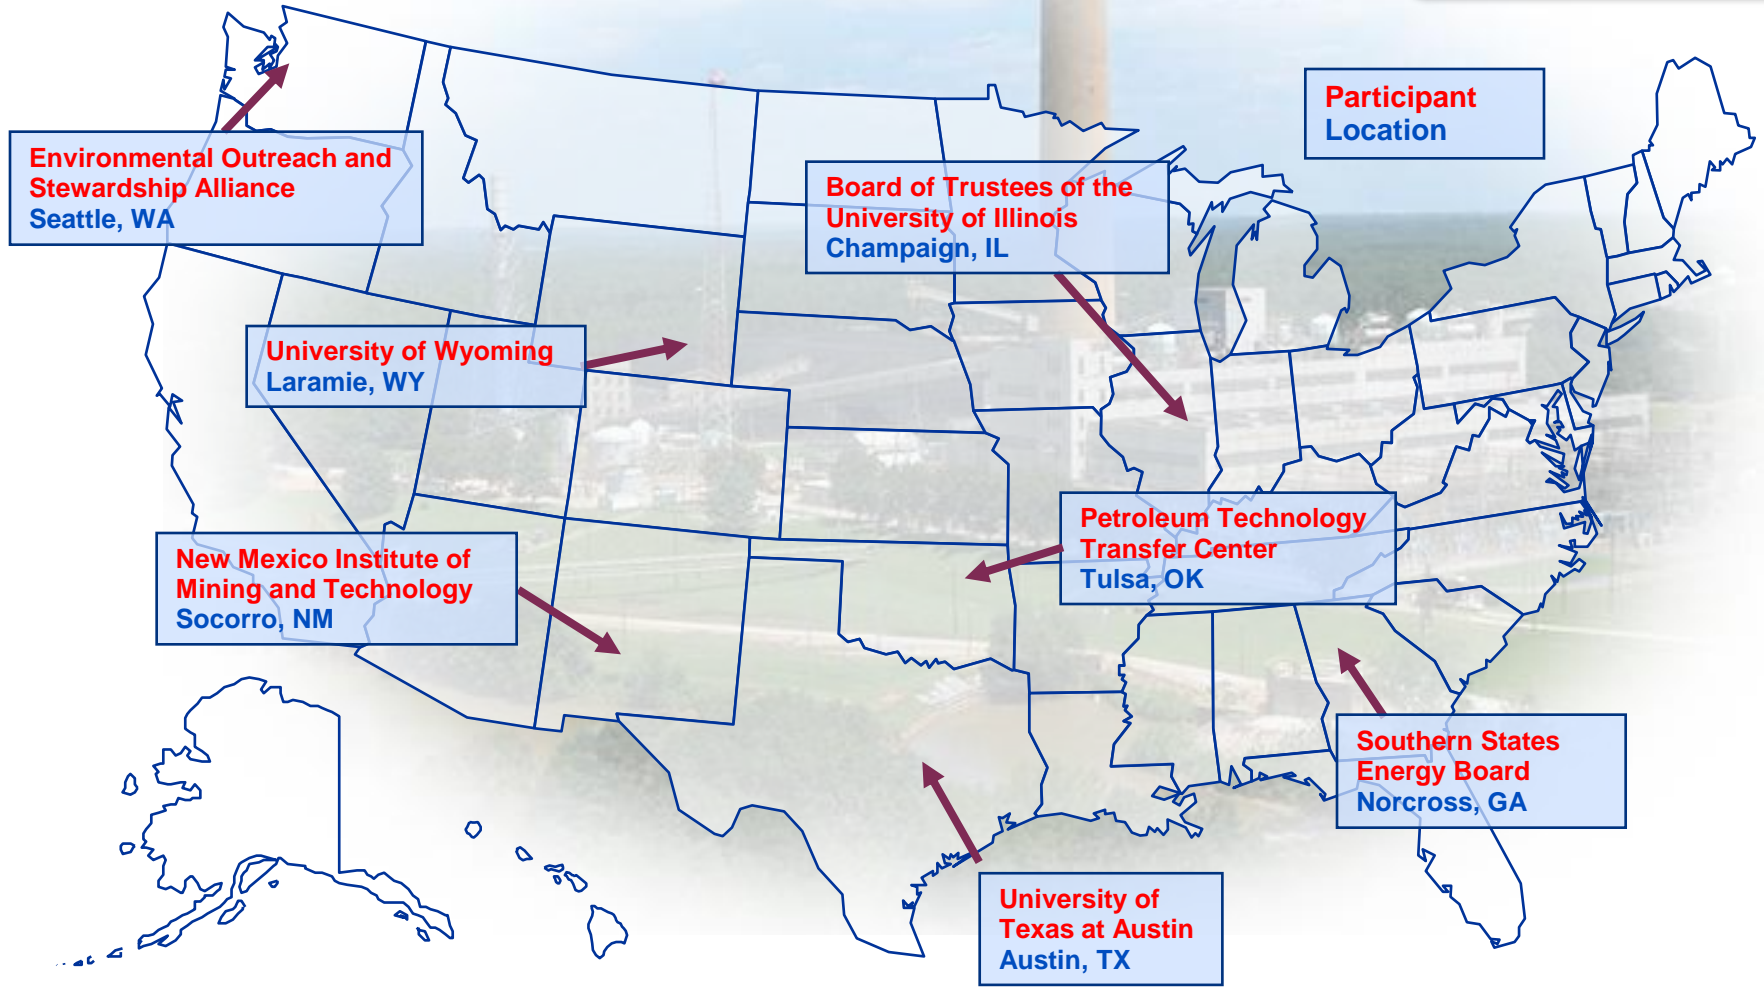 Participant
Location
Environmental Outreach and
Stewardship Alliance
Seattle, WA
Board of Trustees of the
University of Illinois
Champaign, IL
University of Wyoming
Laramie, WY
Petroleum Technology
Transfer Center
Tulsa, OK
New Mexico Institute of
Mining and Technology
Socorro, NM
Southern States
Energy Board
Norcross, GA
University of
Texas at Austin
Austin, TX